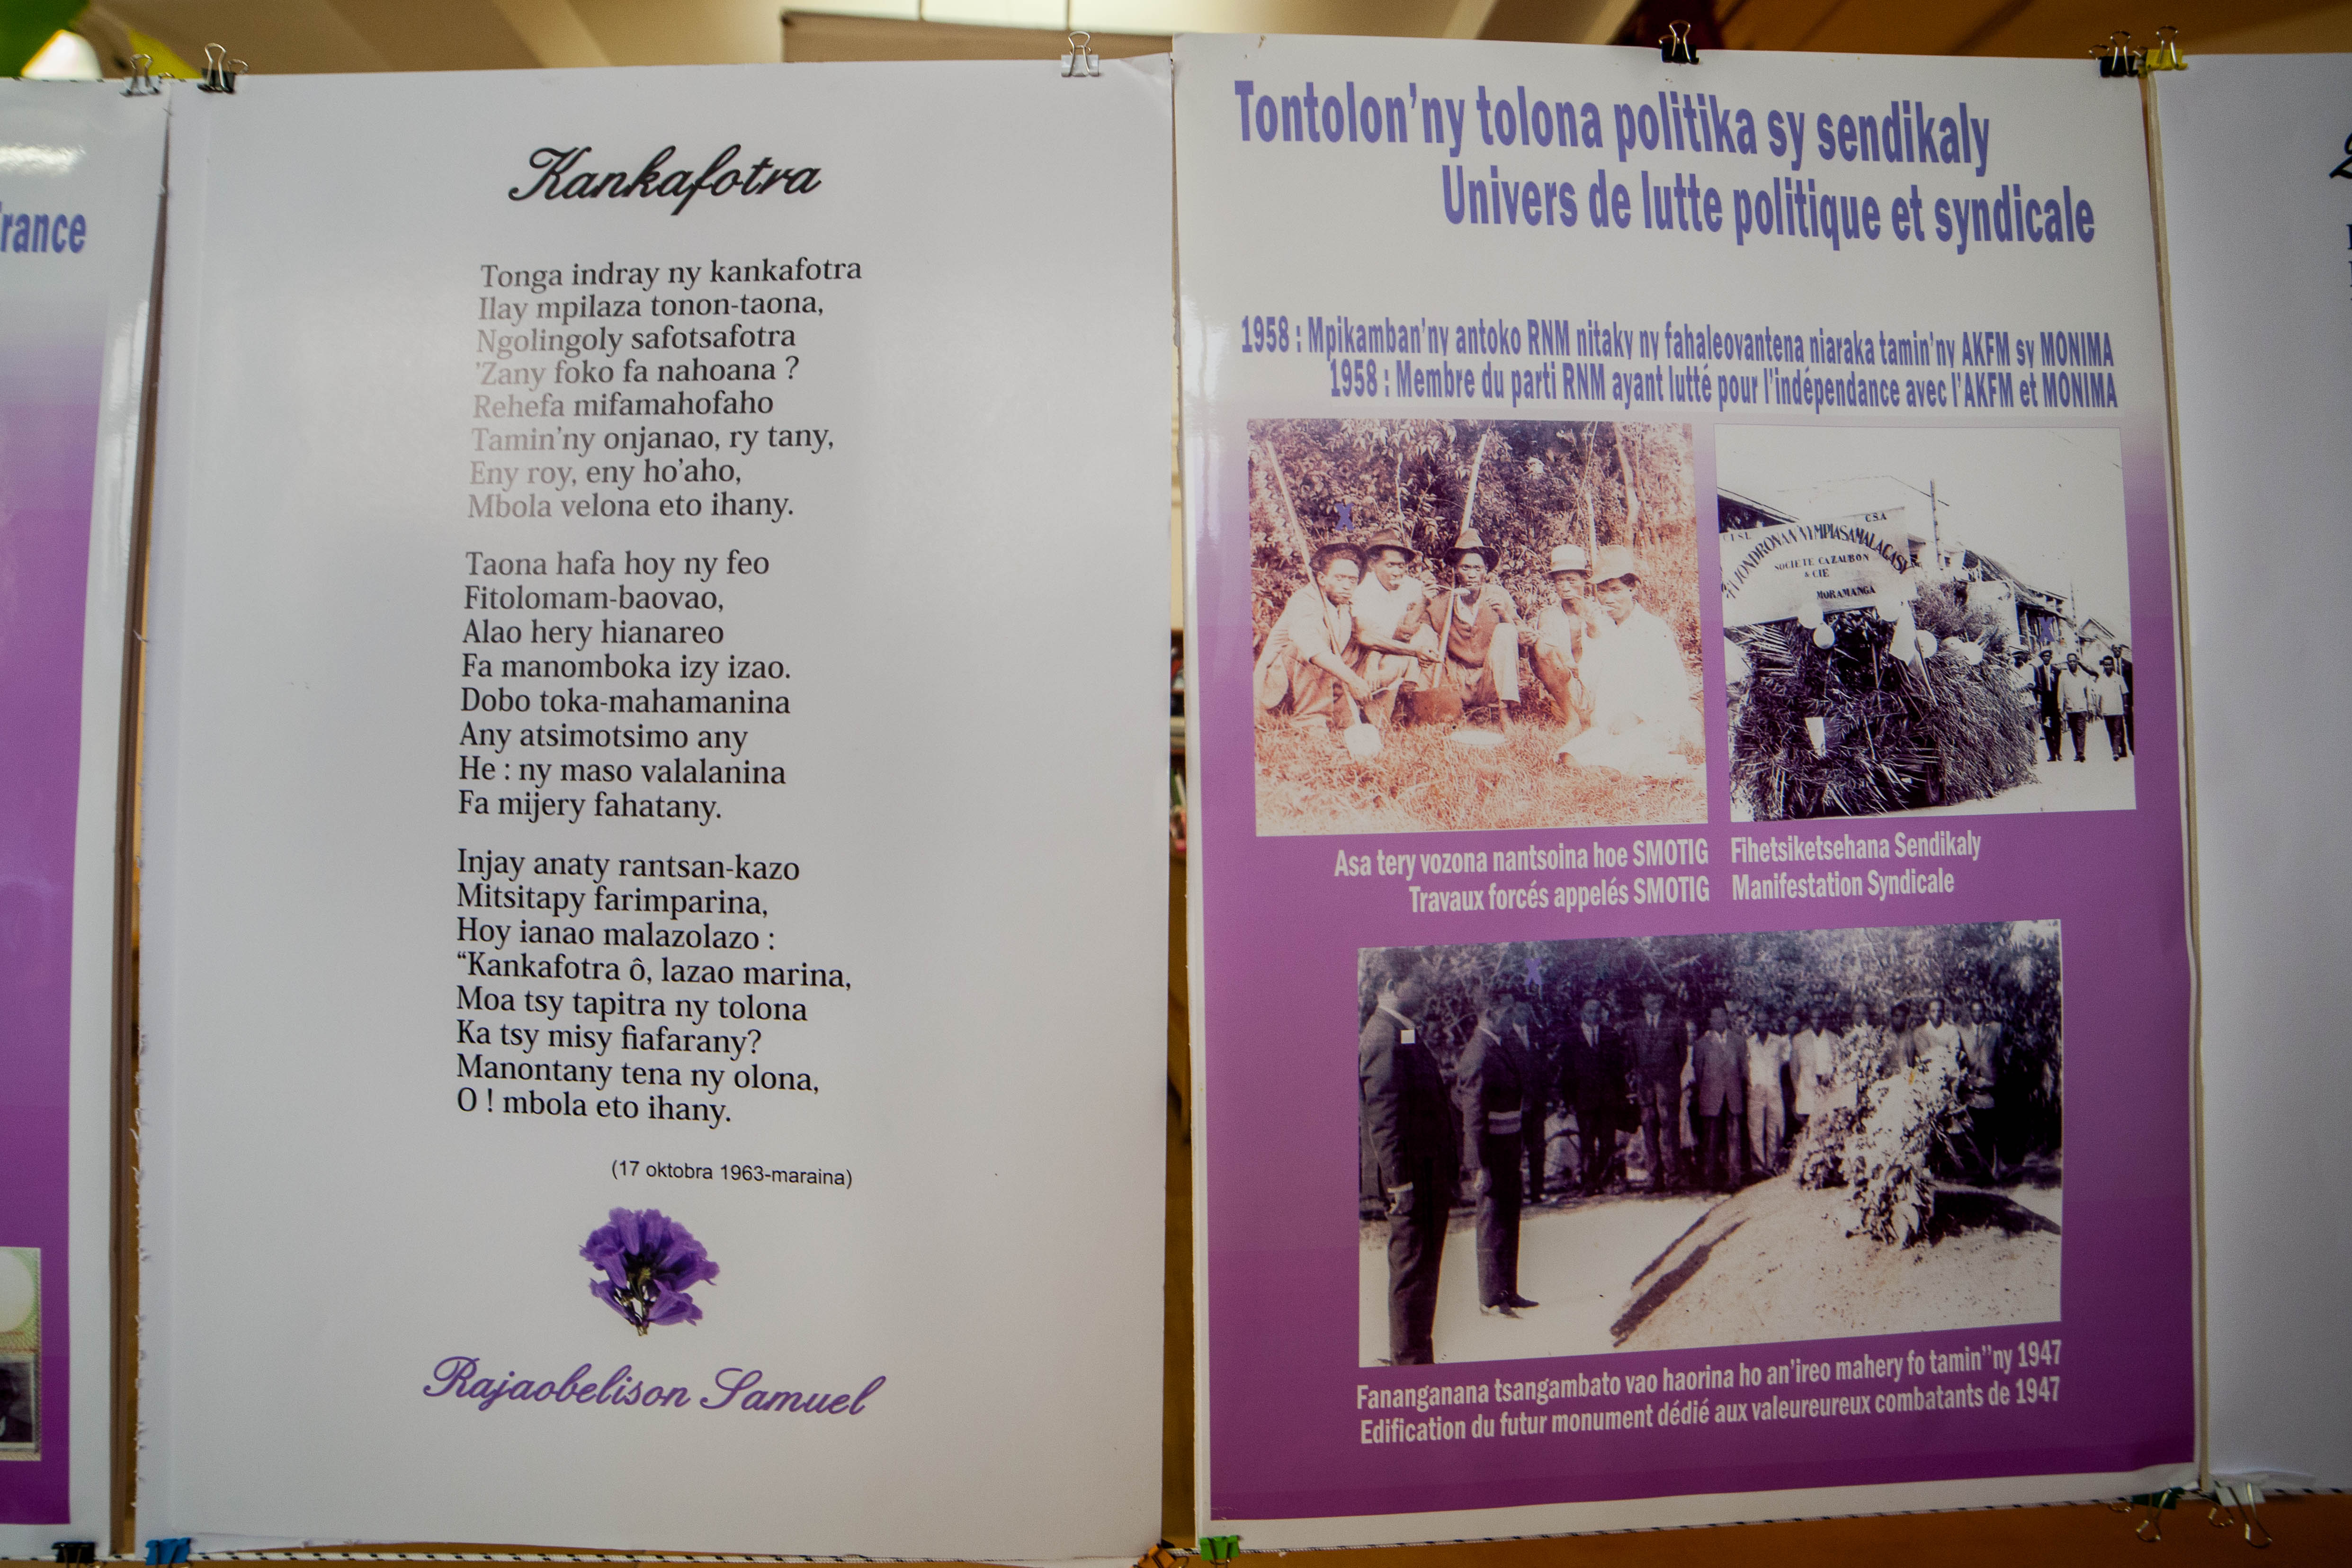 rance
Kankafotra
Tonga indray ny kankafotra
Ilay mpilaza tonon-taona,
Ngolingoly safotsafotra
'Zany foko fa nahoana ?
Rehefa mifamahofaho
Tamin'ny onjanao, ry tany,
Eny roy, eny ho'aho,
Mbola velona eto ihany.
Taona hafa hoy ny feo
Fitolomam-baovao,
Alao hery hianareo
Fa manomboka izy izao.
Dobo toka-mahamanina
Any atsimotsimo any
He : ny maso valalanina
Fa mijery fahatany.
Injay anaty rantsan-kazo
Mitsitapy farimparina,
Hoy ianao malazolazo :
“Kankafotra ô, lazao marina,
Moa tsy tapitra ny tolona
Ka tsy misy fiafarany?
Manontany tena ny olona,
O ! mbola eto ihany.
(17 oktobra 1963-maraina)
Rajaobelison Samuel
Tontolon'ny tolona politika sy sendikaly
Univers de lutte politique et syndicale
1958 : Mpikamban'ny antoko RNM nitaky ny fahaleovantena niaraka tamin'ny AKFM sy MONIMA
1958 : Membre du parti RNM ayant lutté pour l'indépendance avec l'AKFM et MONIMA
C.S.A
SOCIETE CAZAUBON
& CIE
MORAMANGA
Asa tery vozona nantsoina hoe SMOTIG
Travaux forcés appelés SMOTIG
Fihetsiketsehana Sendikaly
Manifestation Syndicale
Fananganana tsangambato vao haorina ho an'ireo mahery fo tamin''ny 1947
Edification du futur monument dédié aux valeureureux combatants de 1947